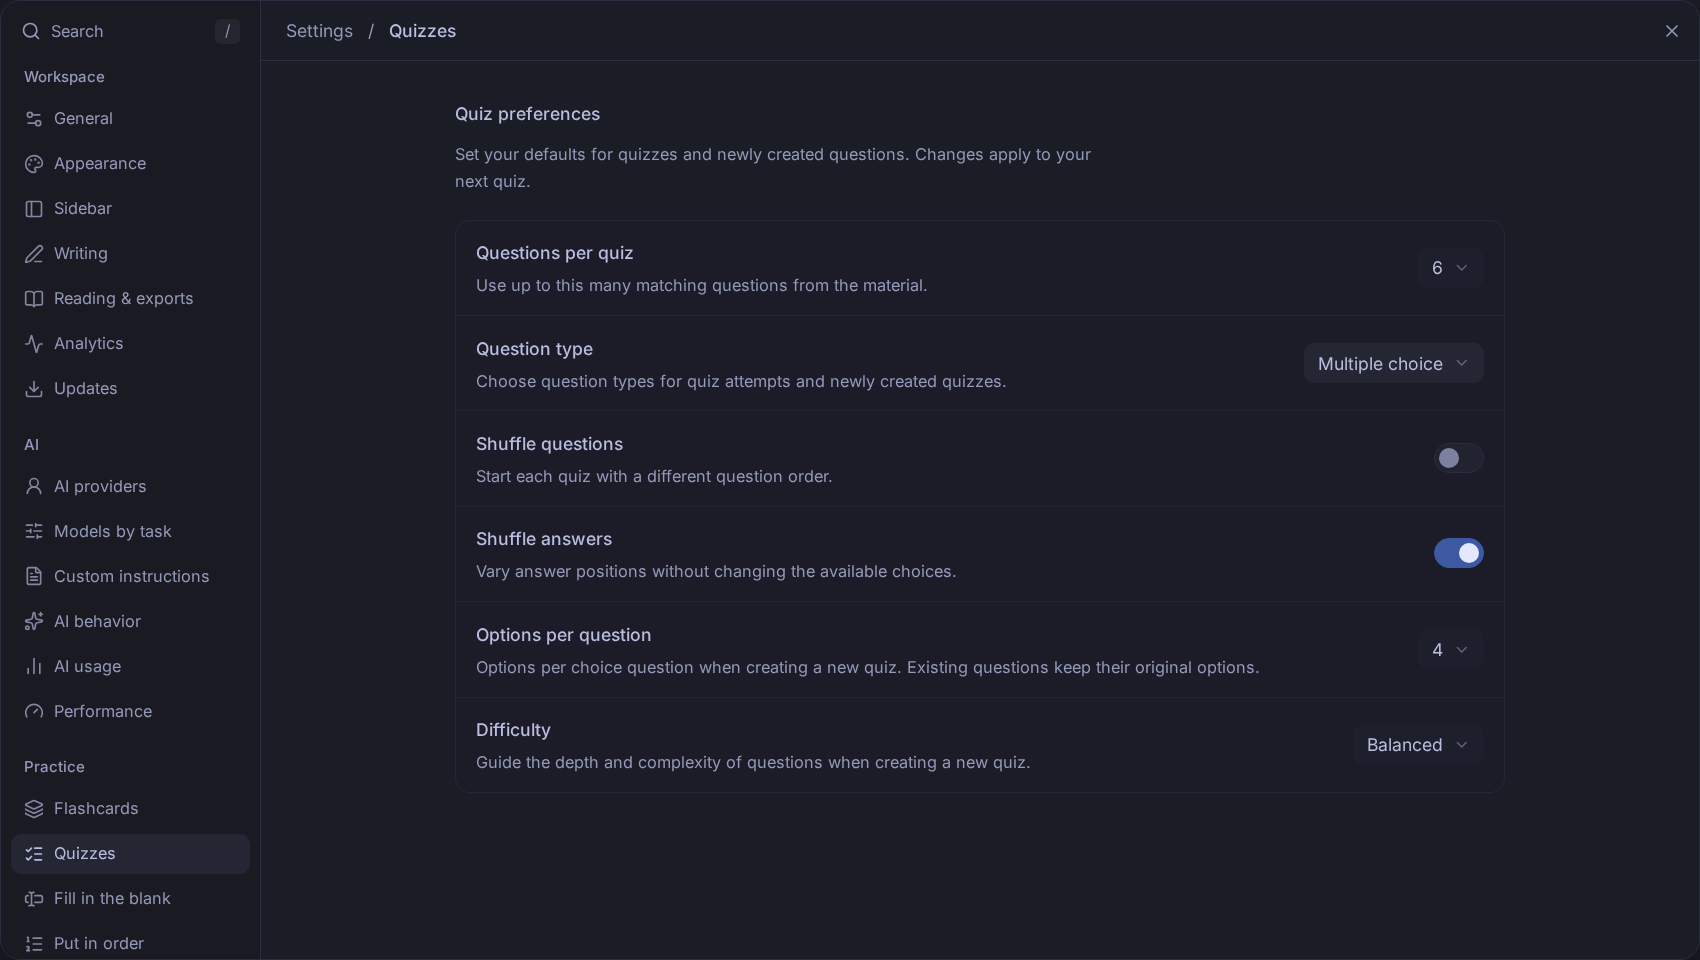 Search /
Workspace
General
Appearance
Sidebar
Writing
Reading & exports
Analytics
Updates
AI
AI providers
Models by task
Custom instructions
AI behavior
AI usage
Performance
Practice
Flashcards
Quizzes
Fill in the blank
Put in order
Settings / Quizzes
Quiz preferences
Set your defaults for quizzes and newly created questions. Changes apply to your
next quiz.
Questions per quiz
Use up to this many matching questions from the material.
6
Question type
Choose question types for quiz attempts and newly created quizzes.
Multiple choice
Shuffle questions
Start each quiz with a different question order.
Shuffle answers
Vary answer positions without changing the available choices.
Options per question
Options per choice question when creating a new quiz. Existing questions keep their original options.
4
Difficulty
Guide the depth and complexity of questions when creating a new quiz.
Balanced